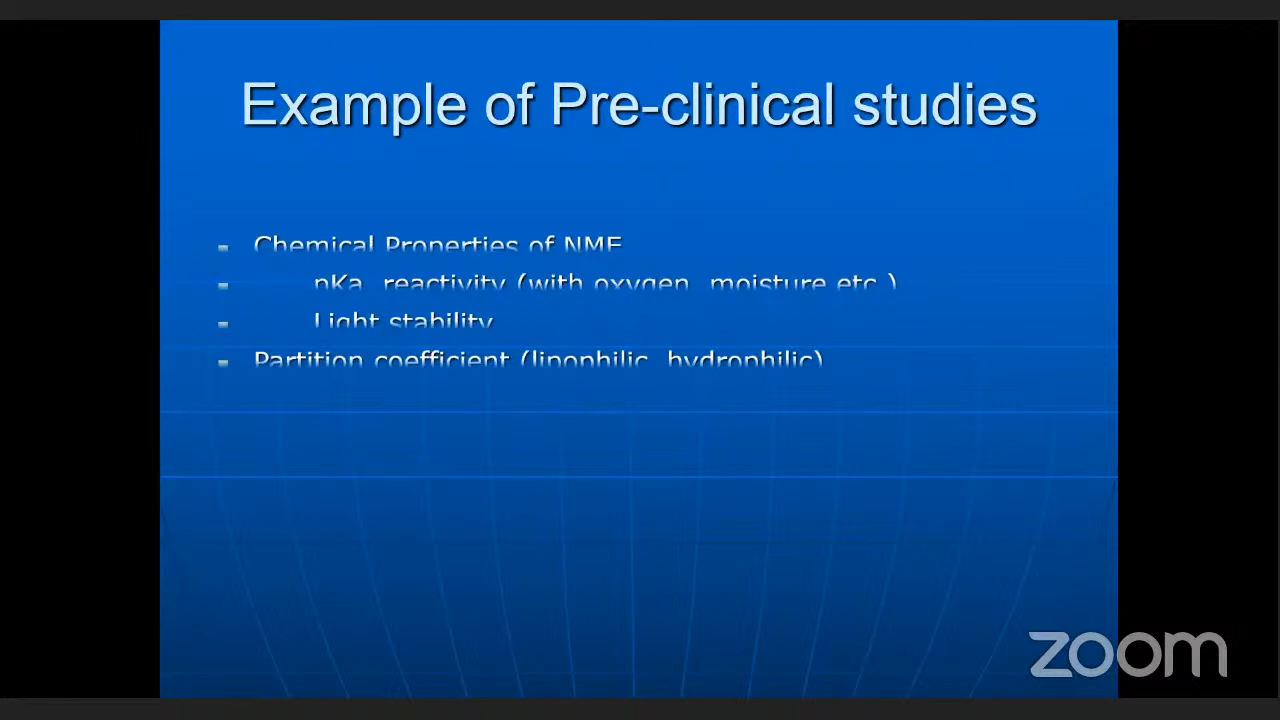 Example of Pre-clinical studies
Chemical Properties of NME
pKa, reactivity (with oxygen, moisture etc.)
Light stability
Partition coefficient (lipophilic, hydrophilic)
zoom